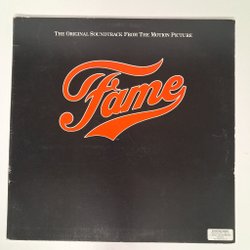 THE ORIGINAL SOUNDTRACK FROM THE MOTION PICTURE
Fame